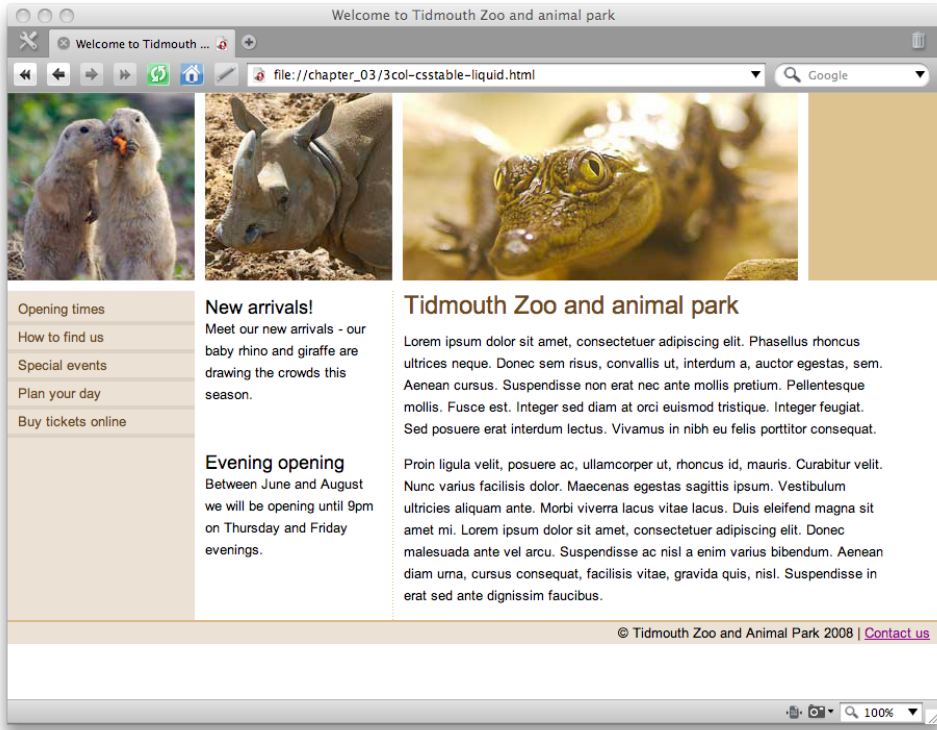 Welcome to Tidmouth Zoo and animal park
Welcome to Tidmouth ...
file://chapter_03/3col-csstable-liquid.html
Google
Opening times
How to find us
Special events
Plan your day
Buy tickets online
New arrivals!
Meet our new arrivals - our
baby rhino and giraffe are
drawing the crowds this
season.
Evening opening
Between June and August
we will be opening until 9pm
on Thursday and Friday
evenings.
Tidmouth Zoo and animal park
Lorem ipsum dolor sit amet, consectetuer adipiscing elit. Phasellus rhoncus
ultrices neque. Donec sem risus, convallis ut, interdum a, auctor egestas, sem.
Aenean cursus. Suspendisse non erat nec ante mollis pretium. Pellentesque
mollis. Fusce est. Integer sed diam at orci euismod tristique. Integer feugiat.
Sed posuere erat interdum lectus. Vivamus in nibh eu felis porttitor consequat.
Proin ligula velit, posuere ac, ullamcorper ut, rhoncus id, mauris. Curabitur velit.
Nunc varius facilisis dolor. Maecenas egestas sagittis ipsum. Vestibulum
ultricies aliquam ante. Morbi viverra lacus vitae lacus. Duis eleifend magna sit
amet mi. Lorem ipsum dolor sit amet, consectetuer adipiscing elit. Donec
malesuada ante vel arcu. Suspendisse ac nisl a enim varius bibendum. Aenean
diam urna, cursus consequat, facilisis vitae, gravida quis, nisl. Suspendisse in
erat sed ante dignissim faucibus.
© Tidmouth Zoo and Animal Park 2008 | Contact us
100%